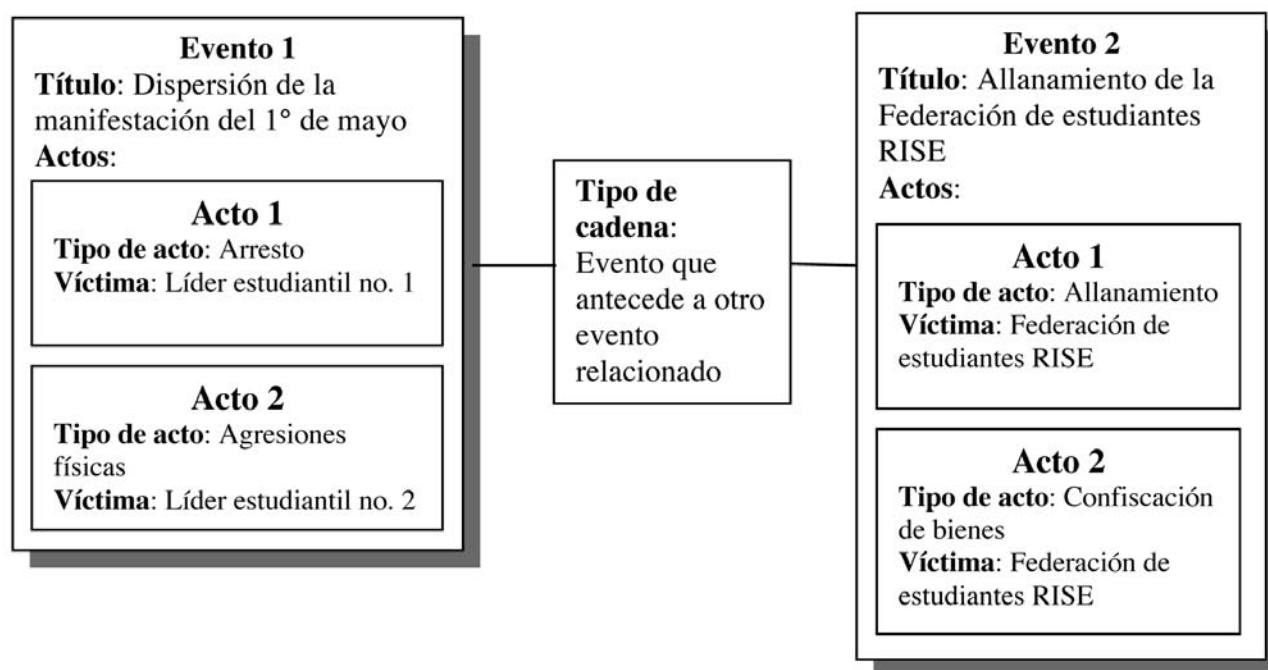 Evento 1
Título: Dispersión de la
manifestación del 1° de mayo
Actos:
Acto 1
Tipo de acto: Arresto
Víctima: Líder estudiantil no. 1
Acto 2
Tipo de acto: Agresiones
físicas
Víctima: Líder estudiantil no. 2
Tipo de
cadena:
Evento que
antecede a otro
evento
relacionado
Evento 2
Título: Allanamiento de la
Federación de estudiantes
RISE
Actos:
Acto 1
Tipo de acto: Allanamiento
Víctima: Federación de
estudiantes RISE
Acto 2
Tipo de acto: Confiscación
de bienes
Víctima: Federación de
estudiantes RISE